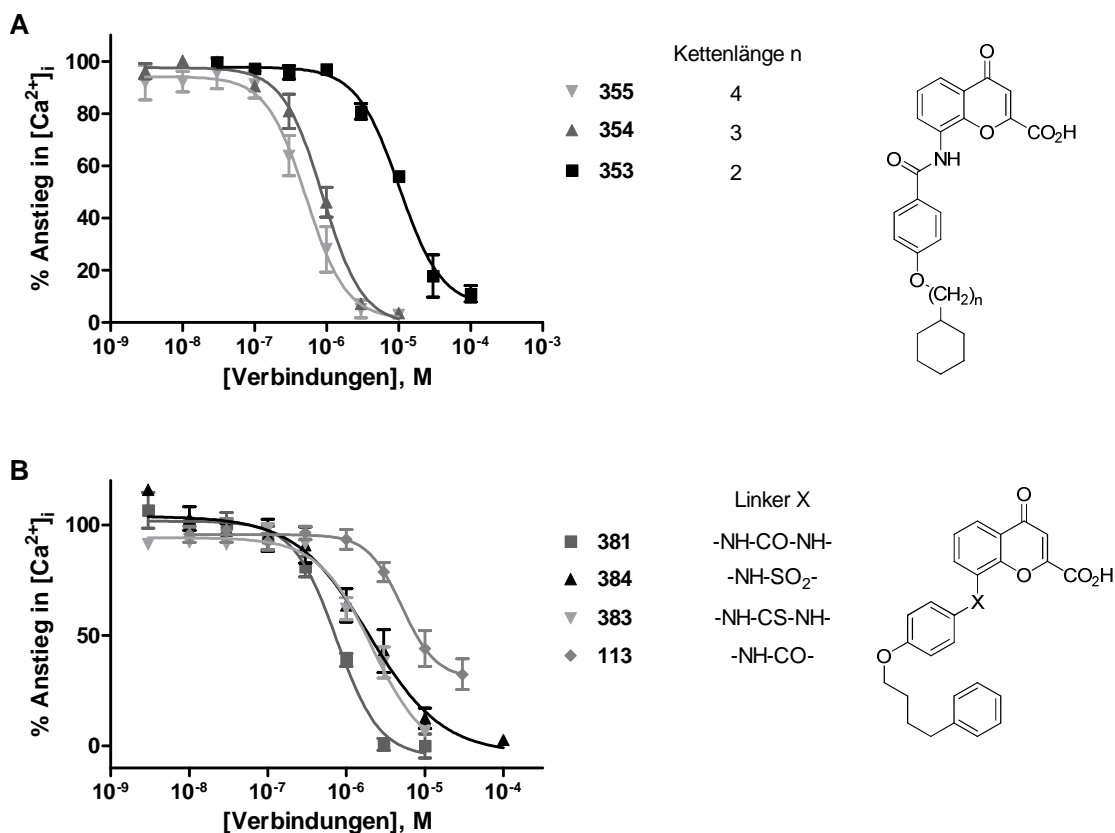 A
% Anstieg in [Ca²⁺]ᵢ
100
80
60
40
20
0
10⁻⁹ 10⁻⁸ 10⁻⁷ 10⁻⁶ 10⁻⁵ 10⁻⁴ 10⁻³
[Verbindungen], M
Kettenlänge n
355 4
354 3
353 2
O
O
CO₂H
NH
O
O
(CH₂)ₙ
B
% Anstieg in [Ca²⁺]ᵢ
100
50
0
10⁻⁹ 10⁻⁸ 10⁻⁷ 10⁻⁶ 10⁻⁵ 10⁻⁴
[Verbindungen], M
Linker X
381 -NH-CO-NH-
384 -NH-SO₂-
383 -NH-CS-NH-
113 -NH-CO-
O
O
CO₂H
X
O